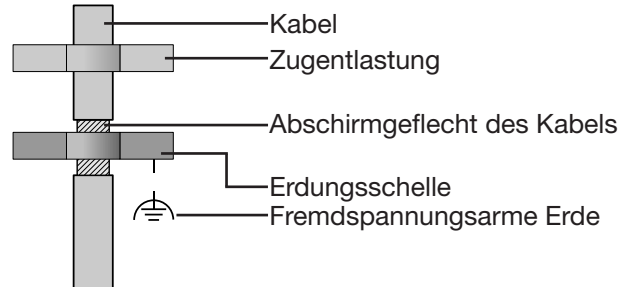 Kabel
Zugentlastung
Abschirmgeflecht des Kabels
Erdungsschelle
Fremdspannungsarme Erde